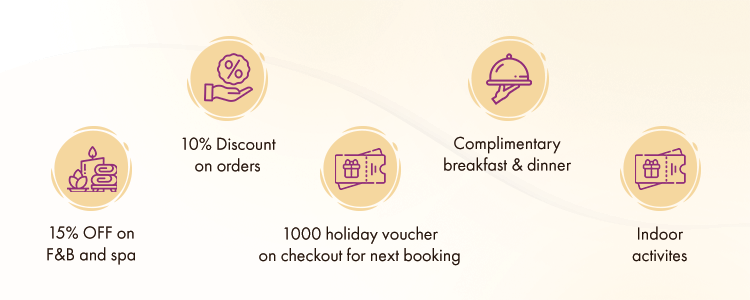 10% Discount
on orders
Complimentary
breakfast & dinner
15% OFF on
F&B and spa
1000 holiday voucher
on checkout for next booking
Indoor
activites